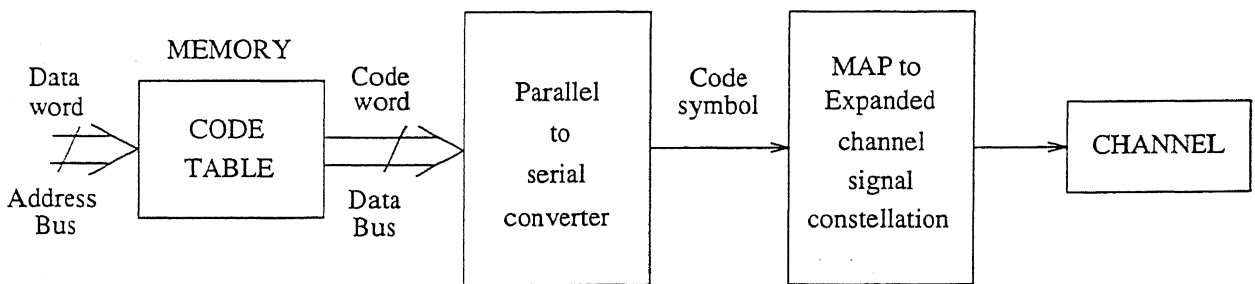 MEMORY
Data
word
Address
Bus
CODE
TABLE
Code
word
Data
Bus
Parallel
to
serial
converter
Code
symbol
MAP to
Expanded
channel
signal
constellation
CHANNEL